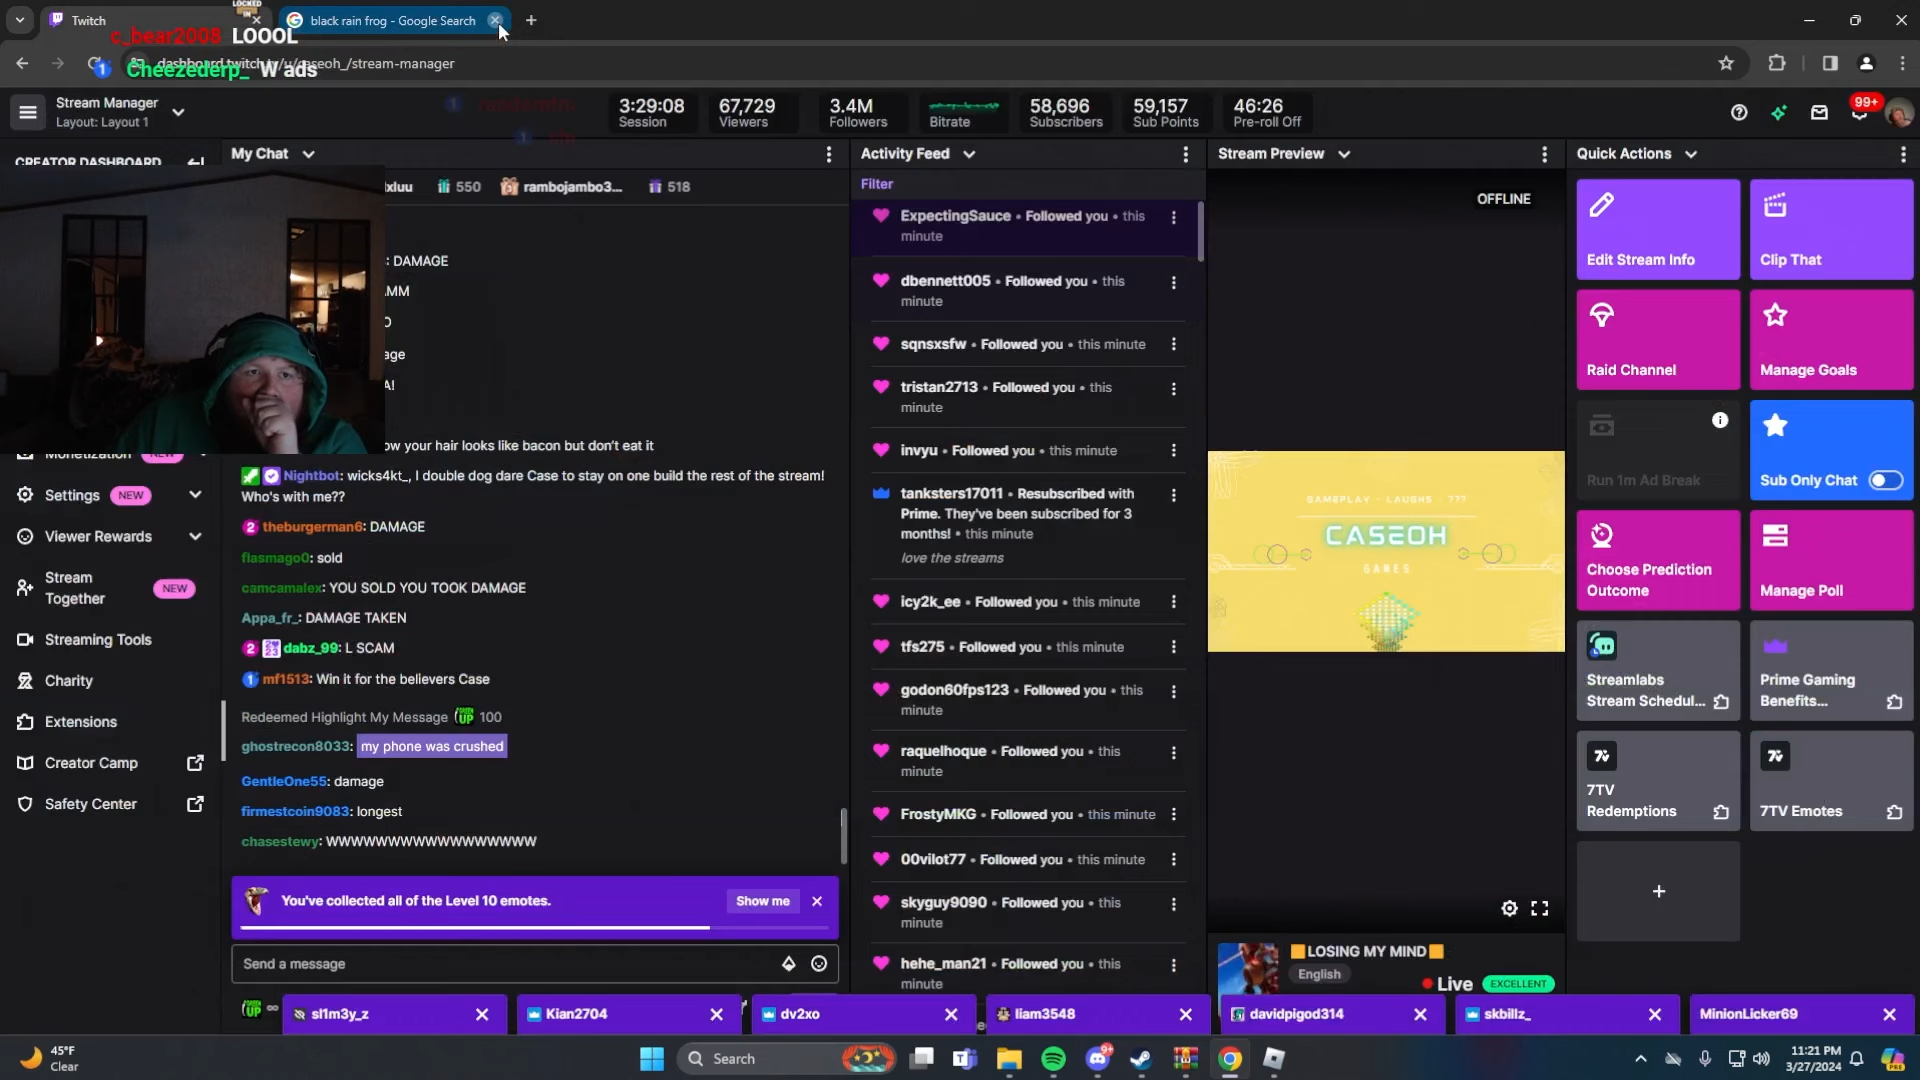 Twitch
LOCKED
IN
black rain frog - Google Search
c_bear2008 LOOOL
Cheezederp_ W ads
dashboard.twitch.tv/u/caseoh_/stream-manager
Stream Manager
Layout: Layout 1
3:29:08
Session
67,729
Viewers
3.4M
Followers
Bitrate
58,696
Subscribers
59,157
Sub Points
46:26
Pre-roll Off
99+
CREATOR DASHBOARD
Monetization NEW
Settings NEW
Viewer Rewards
Stream
Together NEW
Streaming Tools
Charity
Extensions
Creator Camp
Safety Center
My Chat
lxluu 550 rambojambo3... 518
: DAMAGE
AMM
O
age
A!
ow your hair looks like bacon but don't eat it
Nightbot: wicks4kt_, I double dog dare Case to stay on one build the rest of the stream!
Who's with me??
theburgerman6: DAMAGE
flasmago0: sold
camcamalex: YOU SOLD YOU TOOK DAMAGE
Appa_fr_: DAMAGE TAKEN
dabz_99: L SCAM
mf1513: Win it for the believers Case
Redeemed Highlight My Message 100
ghostrecon8033: my phone was crushed
GentleOne55: damage
firmestcoin9083: longest
chasestewy: WWWWWWWWWWWWWWWWW
You've collected all of the Level 10 emotes.
Show me
Send a message
Activity Feed
Filter
ExpectingSauce • Followed you • this
minute
dbennett005 • Followed you • this
minute
sqnsxsfw • Followed you • this minute
tristan2713 • Followed you • this
minute
invyu • Followed you • this minute
tanksters17011 • Resubscribed with
Prime. They've been subscribed for 3
months! • this minute
love the streams
icy2k_ee • Followed you • this minute
tfs275 • Followed you • this minute
godon60fps123 • Followed you • this
minute
raquelhoque • Followed you • this
minute
FrostyMKG • Followed you • this minute
00vilot77 • Followed you • this minute
skyguy9090 • Followed you • this
minute
hehe_man21 • Followed you • this
minute
Stream Preview
OFFLINE
GAMEPLAY - LAUGHS - ???
CASEOH
GAMES
LOSING MY MIND
English
Live EXCELLENT
Quick Actions
Edit Stream Info
Clip That
Raid Channel
Manage Goals
Run 1m Ad Break
Sub Only Chat
Choose Prediction
Outcome
Manage Poll
Streamlabs
Stream Schedul...
Prime Gaming
Benefits...
7TV
Redemptions
7TV Emotes
+
sl1m3y_z
Kian2704
dv2xo
liam3548
davidpigod314
skbillz_
MinionLicker69
45°F
Clear
Search
11:21 PM
3/27/2024